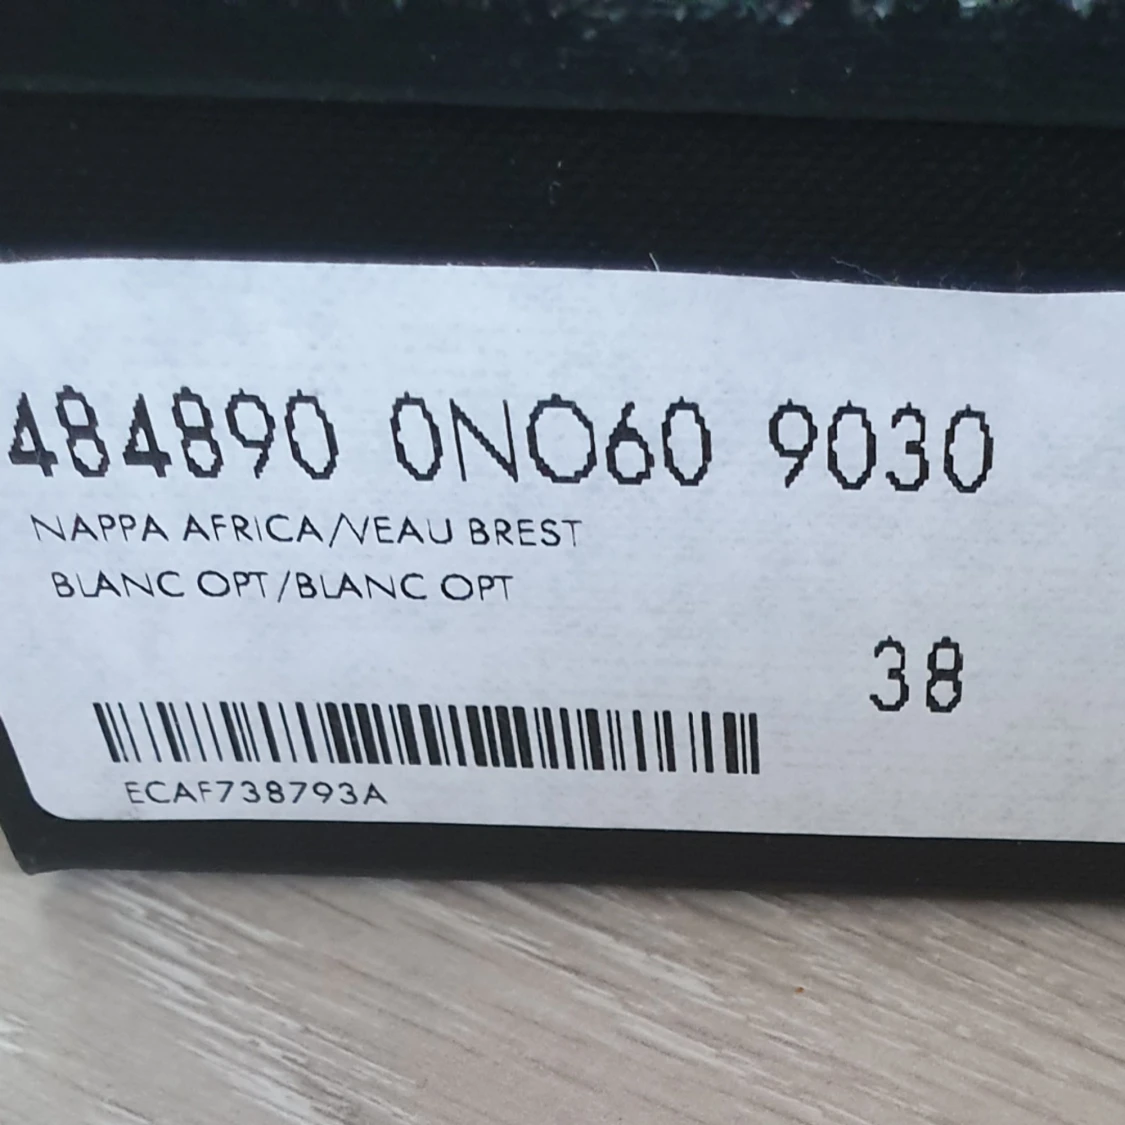 484890 0NO60 9030
NAPPA AFRICA/VEAU BREST
BLANC OPT/BLANC OPT
38
ECAF738793A